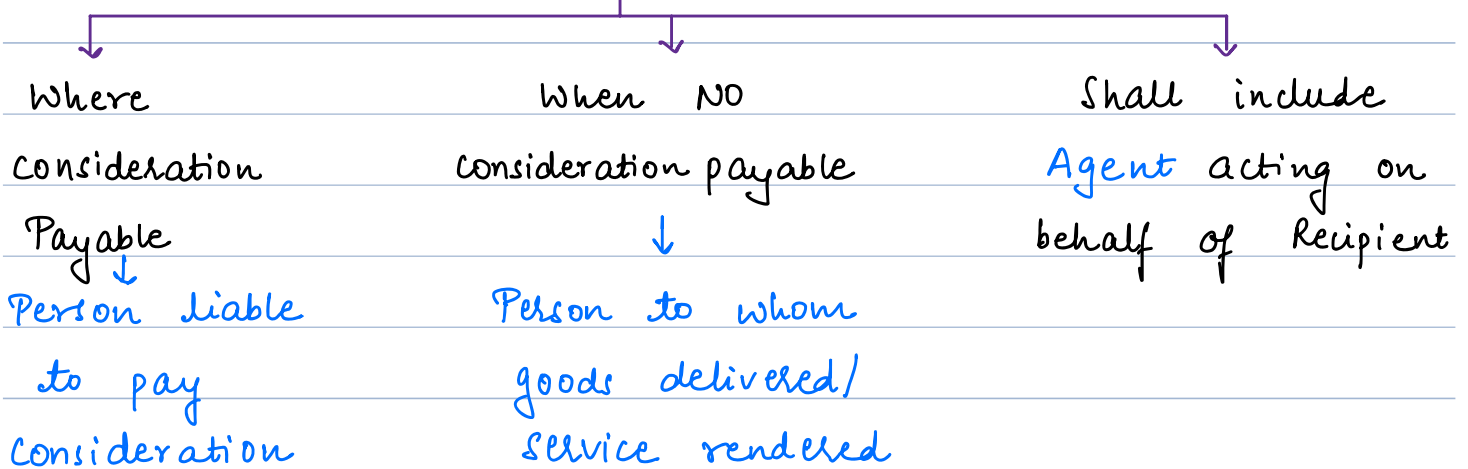 Where
consideration
Payable
Person liable
to pay
consideration
When NO
consideration payable
Person to whom
goods delivered/
service rendered
Shall include
Agent acting on
behalf of Recipient